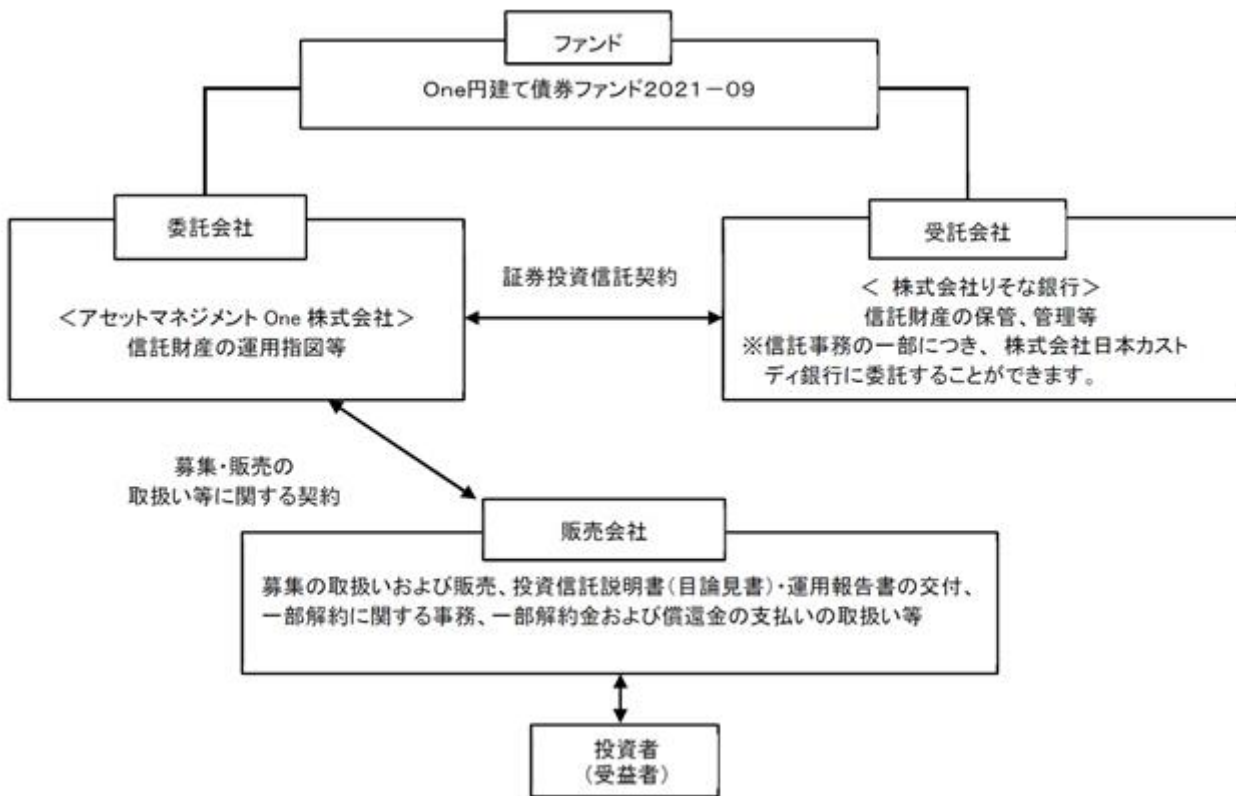 ファンド
One円建て債券ファンド2021－09
委託会社
<アセットマネジメント One 株式会社>
信託財産の運用指図等
証券投資信託契約
受託会社
< 株式会社りそな銀行>
信託財産の保管、管理等
※信託事務の一部につき、 株式会社日本カスト
ディ銀行に委託することができます。
募集・販売の
取扱い等に関する契約
販売会社
募集の取扱いおよび販売、投資信託説明書(目論見書)・運用報告書の交付、
一部解約に関する事務、一部解約金および償還金の支払いの取扱い等
投資者
(受益者)